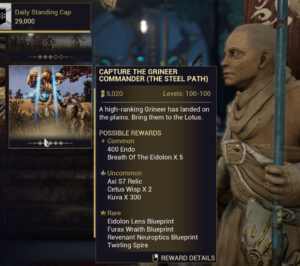 Daily Standing Cap
29,000
CAPTURE THE GRINEER
COMMANDER (THE STEEL PATH)
5,020
Levels: 100-100
A high-ranking Grineer has landed on
the plains. Bring them to the Lotus.
POSSIBLE REWARDS
Common
400 Endo
Breath Of The Eidolon X 5
Uncommon
Axi S7 Relic
Cetus Wisp X 2
Kuva X 300
Rare
Eidolon Lens Blueprint
Furax Wraith Blueprint
Revenant Neuroptics Blueprint
Twirling Spire
REWARD DETAILS